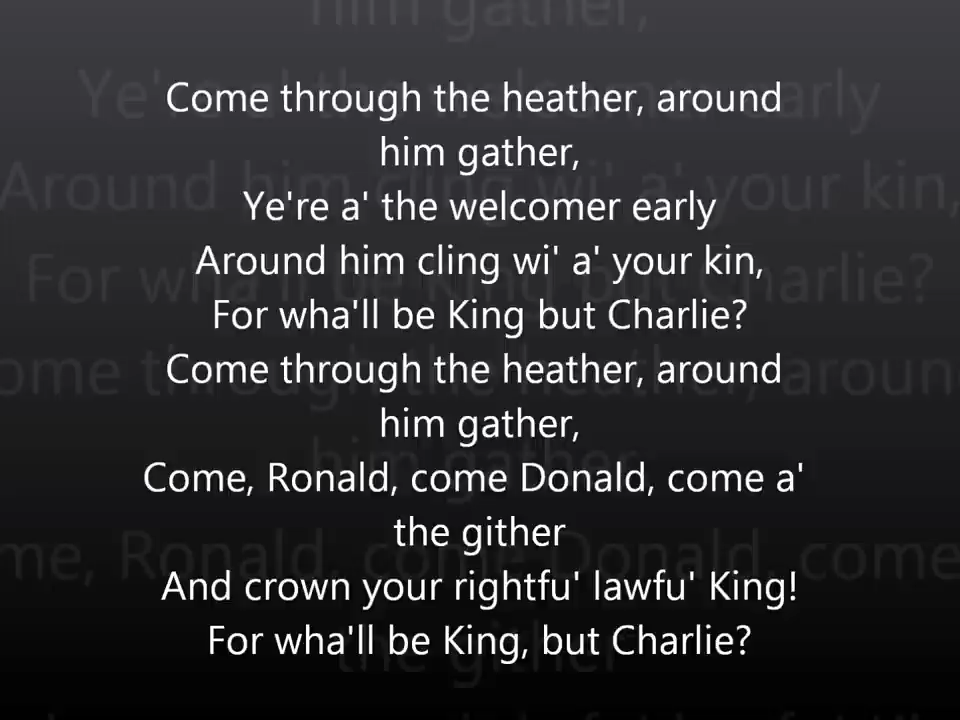 Come through the heather, around
him gather,
Ye're a' the welcomer early
Around him cling wi' a' your kin,
For wha'll be King but Charlie?
Come through the heather, around
him gather,
Come, Ronald, come Donald, come a'
the gither
And crown your rightfu' lawfu' King!
For wha'll be King, but Charlie?